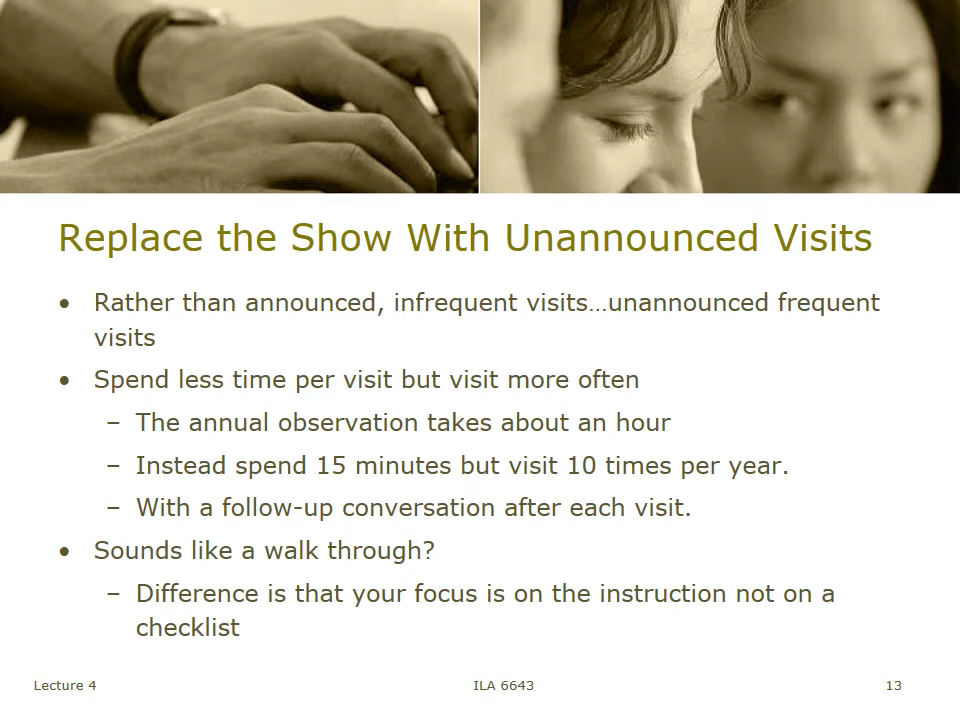 Replace the Show With Unannounced Visits
• Rather than announced, infrequent visits…unannounced frequent
visits
• Spend less time per visit but visit more often
– The annual observation takes about an hour
– Instead spend 15 minutes but visit 10 times per year.
– With a follow-up conversation after each visit.
• Sounds like a walk through?
– Difference is that your focus is on the instruction not on a
checklist
Lecture 4
ILA 6643
13